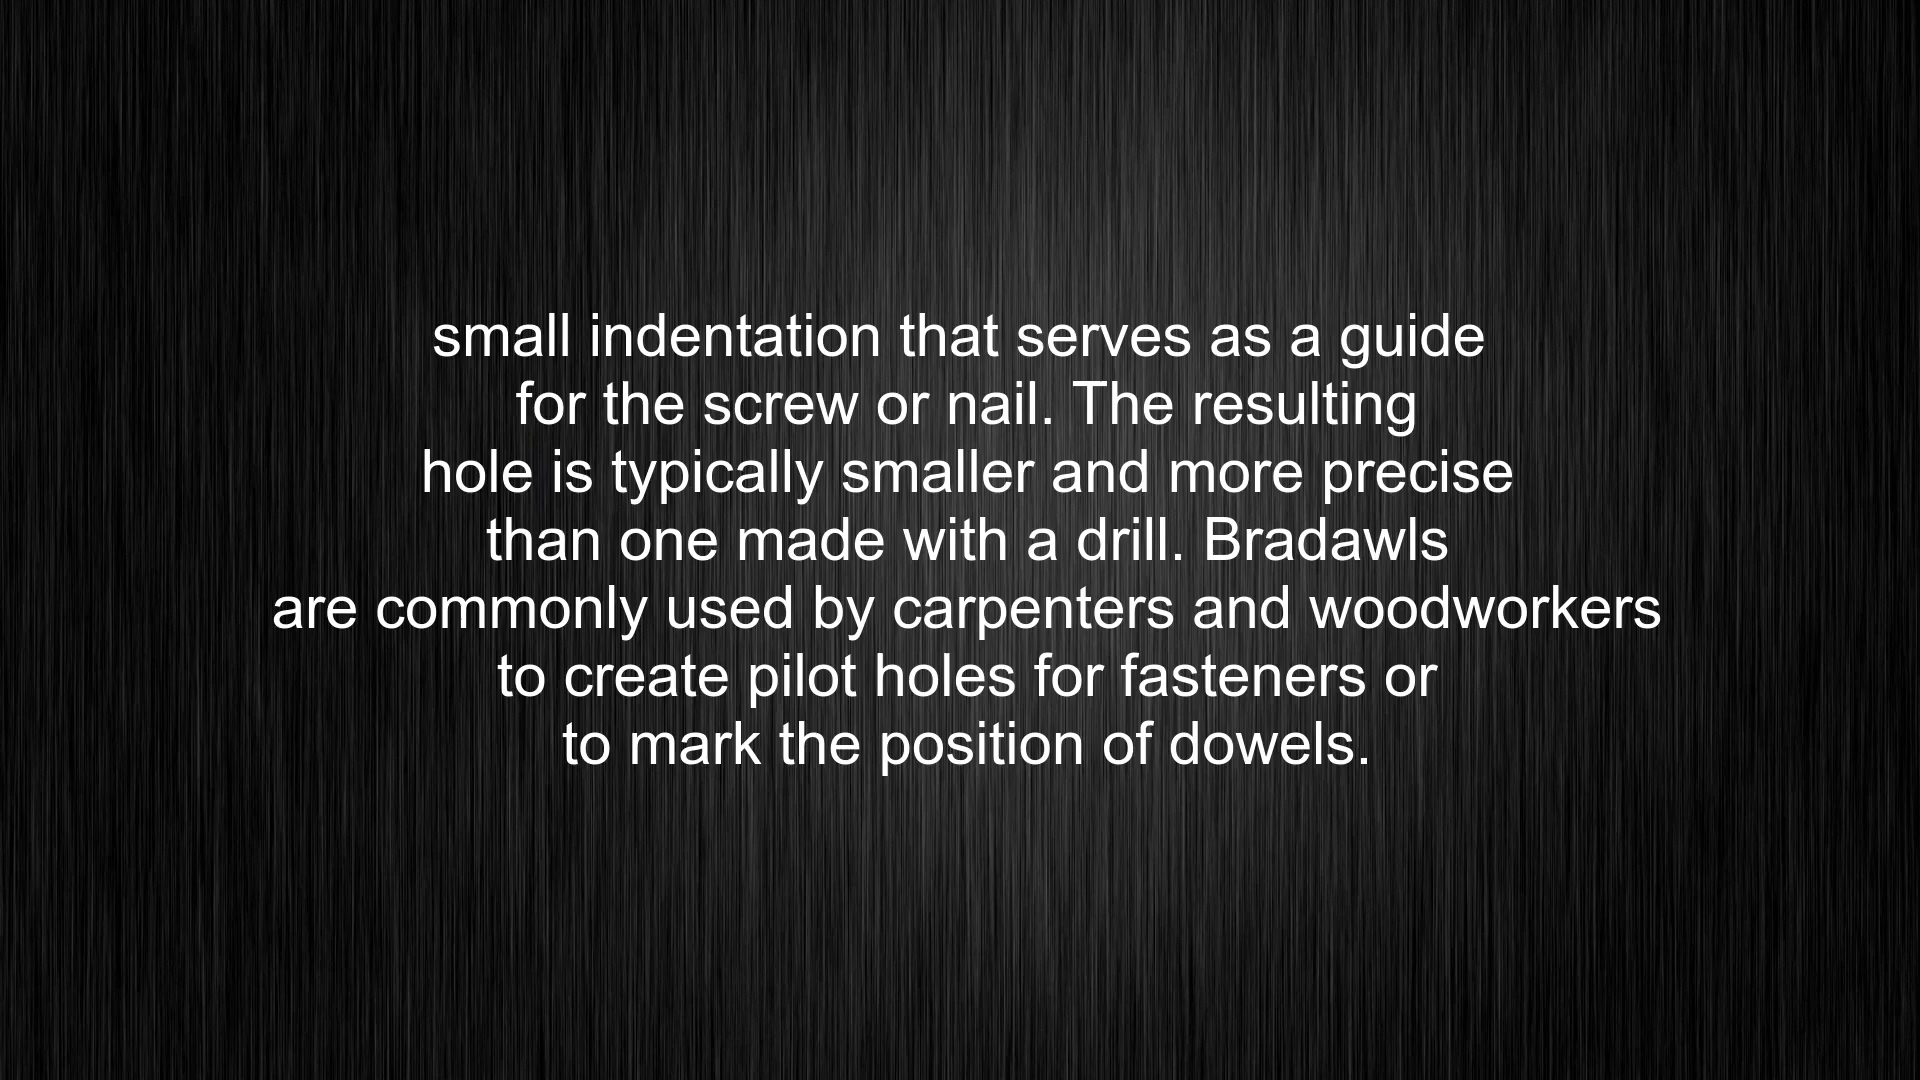 small indentation that serves as a guide
for the screw or nail. The resulting
hole is typically smaller and more precise
than one made with a drill. Bradawls
are commonly used by carpenters and woodworkers
to create pilot holes for fasteners or
to mark the position of dowels.